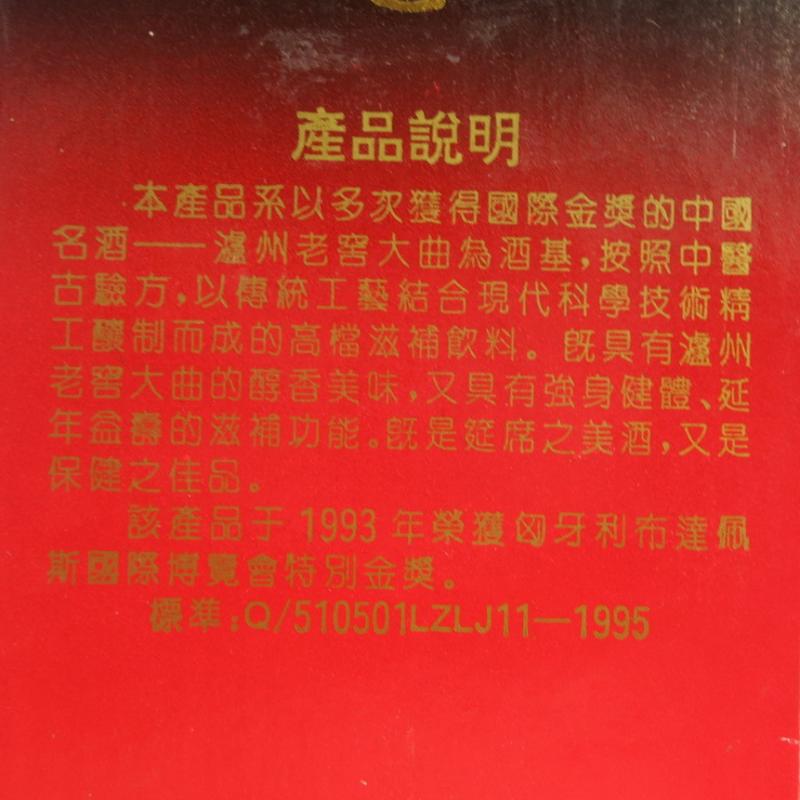 產品說明
本產品系以多次獲得國際金獎的中國
名酒——瀘州老窖大曲為酒基,按照中醫
古驗方,以傳統工藝結合現代科學技術精
工釀制而成的高檔滋補飲料。既具有瀘州
老窖大曲的醇香美味,又具有強身健體、延
年益壽的滋補功能。既是筵席之美酒,又是
保健之佳品。
該產品于 1993 年榮獲匈牙利布達佩
斯國際博覽會特別金獎。
標準:Q/510501LZLJ11—1995